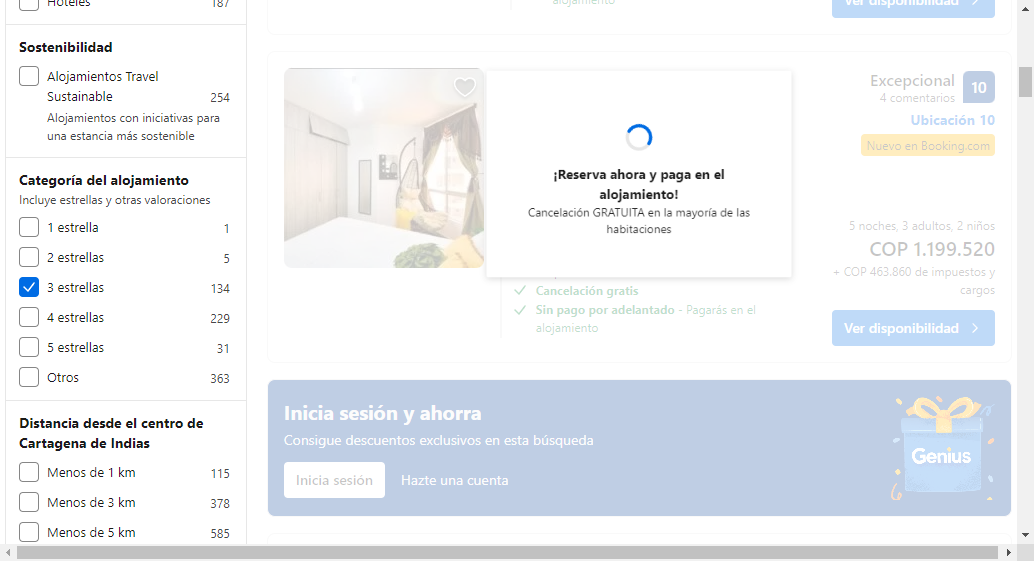 Hoteles 187
alojamiento
Ver disponibilidad
Sostenibilidad
Alojamientos Travel
Sustainable 254
Alojamientos con iniciativas para
una estancia más sostenible
Categoría del alojamiento
Incluye estrellas y otras valoraciones
1 estrella 1
2 estrellas 5
3 estrellas 134
4 estrellas 229
5 estrellas 31
Otros 363
Distancia desde el centro de
Cartagena de Indias
Menos de 1 km 115
Menos de 3 km 378
Menos de 5 km 585
¡Reserva ahora y paga en el
alojamiento!
Cancelación GRATUITA en la mayoría de las
habitaciones
Excepcional 10
4 comentarios
Ubicación 10
Nuevo en Booking.com
5 noches, 3 adultos, 2 niños
COP 1.199.520
+ COP 463.860 de impuestos y
cargos
Cancelación gratis
Sin pago por adelantado - Pagarás en el
alojamiento
Ver disponibilidad
Inicia sesión y ahorra
Consigue descuentos exclusivos en esta búsqueda
Inicia sesión Hazte una cuenta
Genius